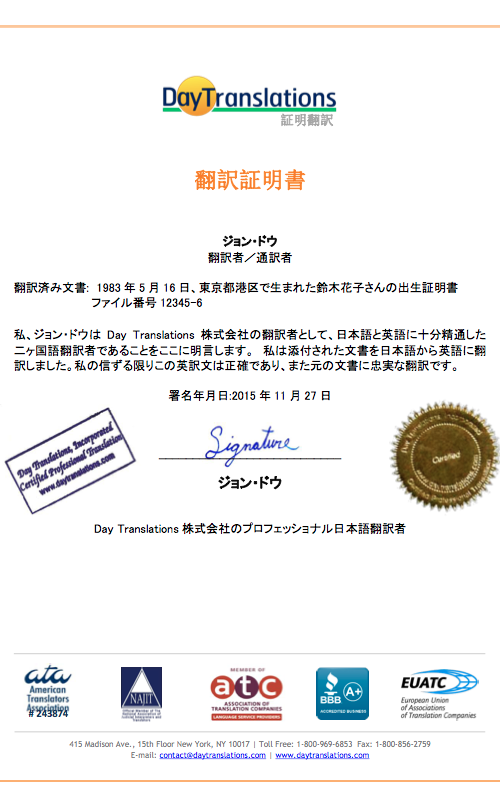 DayTranslations
証明翻訳
翻訳証明書
ジョン・ドウ
翻訳者／通訳者
翻訳済み文書: 1983 年 5 月 16 日、東京都港区で生まれた鈴木花子さんの出生証明書
ファイル番号 12345-6
私、ジョン・ドウは Day Translations 株式会社の翻訳者として、日本語と英語に十分精通した
二ヶ国語翻訳者であることをここに明言します。 私は添付された文書を日本語から英語に翻
訳しました。私の信ずる限りこの英訳文は正確であり、また元の文書に忠実な翻訳です。
署名年月日:2015 年 11 月 27 日
Day Translations, Incorporated
Certified Professional Translation
www.daytranslations.com
Signature
Certified
ジョン・ドウ
Day Translations 株式会社のプロフェッショナル日本語翻訳者
ata
American
Translators
Association
# 243874
NAJIT
MEMBER OF
atc
ASSOCIATION OF
TRANSLATION COMPANIES
LANGUAGE SERVICE PROVIDERS
BBB
A+
ACCREDITED BUSINESS
EUATC
European Union
of Associations
of Translation Companies
415 Madison Ave., 15th Floor New York, NY 10017 | Toll Free: 1-800-969-6853 Fax: 1-800-856-2759
E-mail: contact@daytranslations.com | www.daytranslations.com